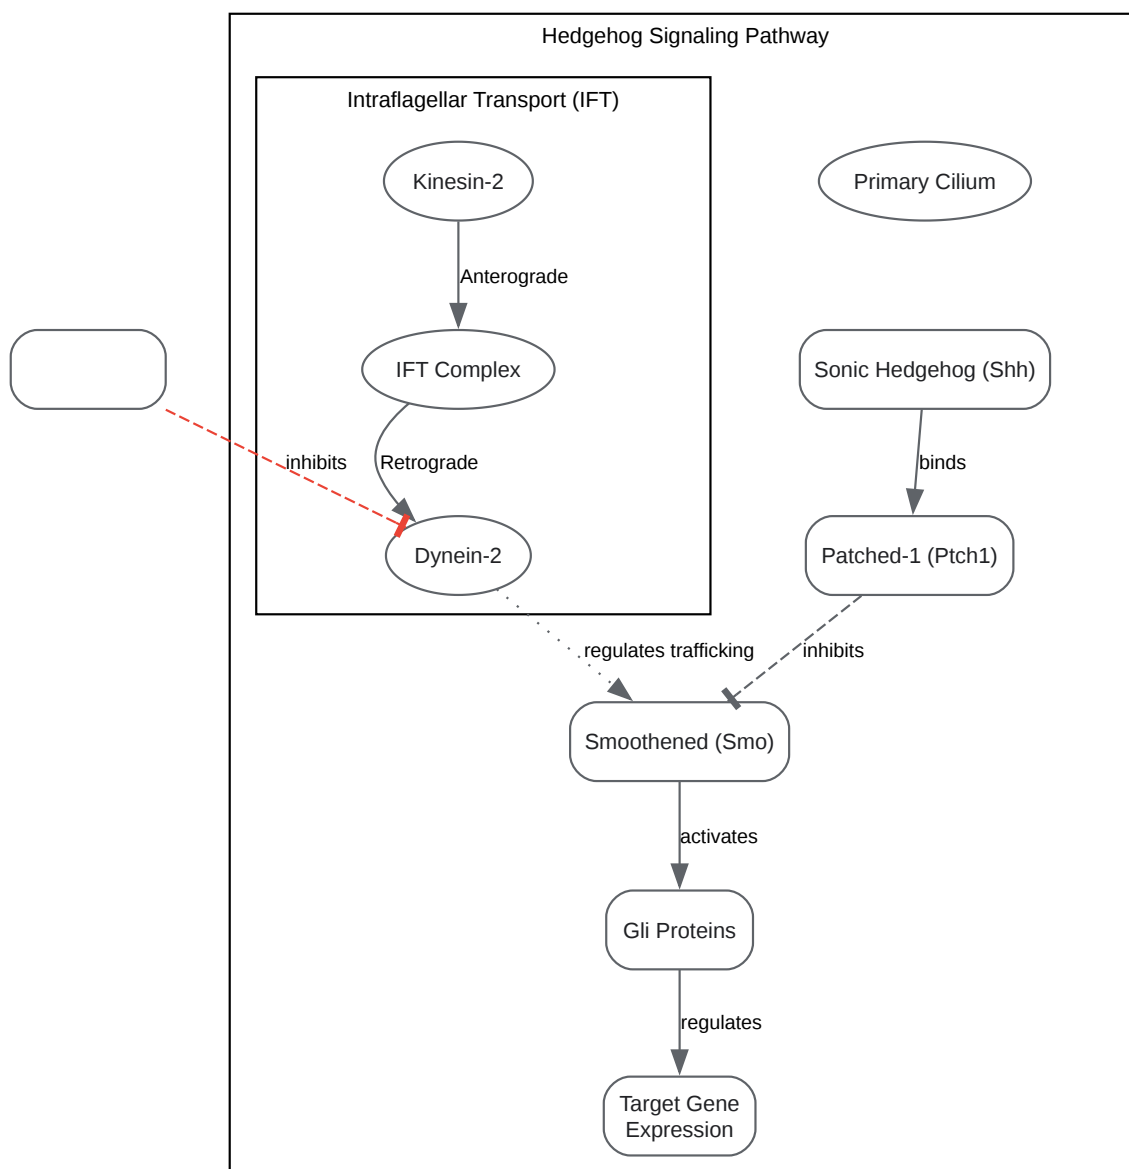 Hedgehog Signaling Pathway
Intraflagellar Transport (IFT)
Kinesin-2
Primary Cilium
Anterograde
IFT Complex
Sonic Hedgehog (Shh)
inhibits
Retrograde
binds
Dynein-2
Patched-1 (Ptch1)
regulates trafficking
inhibits
Smoothened (Smo)
activates
Gli Proteins
regulates
Target Gene
Expression